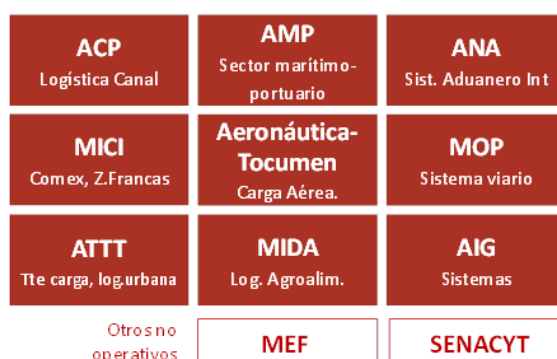 ACP
Logística Canal
AMP
Sector marítimo-
portuario
ANA
Sist. Aduanero Int
MICI
Comex, Z.Francas
Aeronáutica-
Tocumen
Carga Aérea.
MOP
Sistema viario
ATTT
Tte carga, log.urbana
MIDA
Log. Agroalim.
AIG
Sistemas
Otros no
operativos
MEF
SENACYT